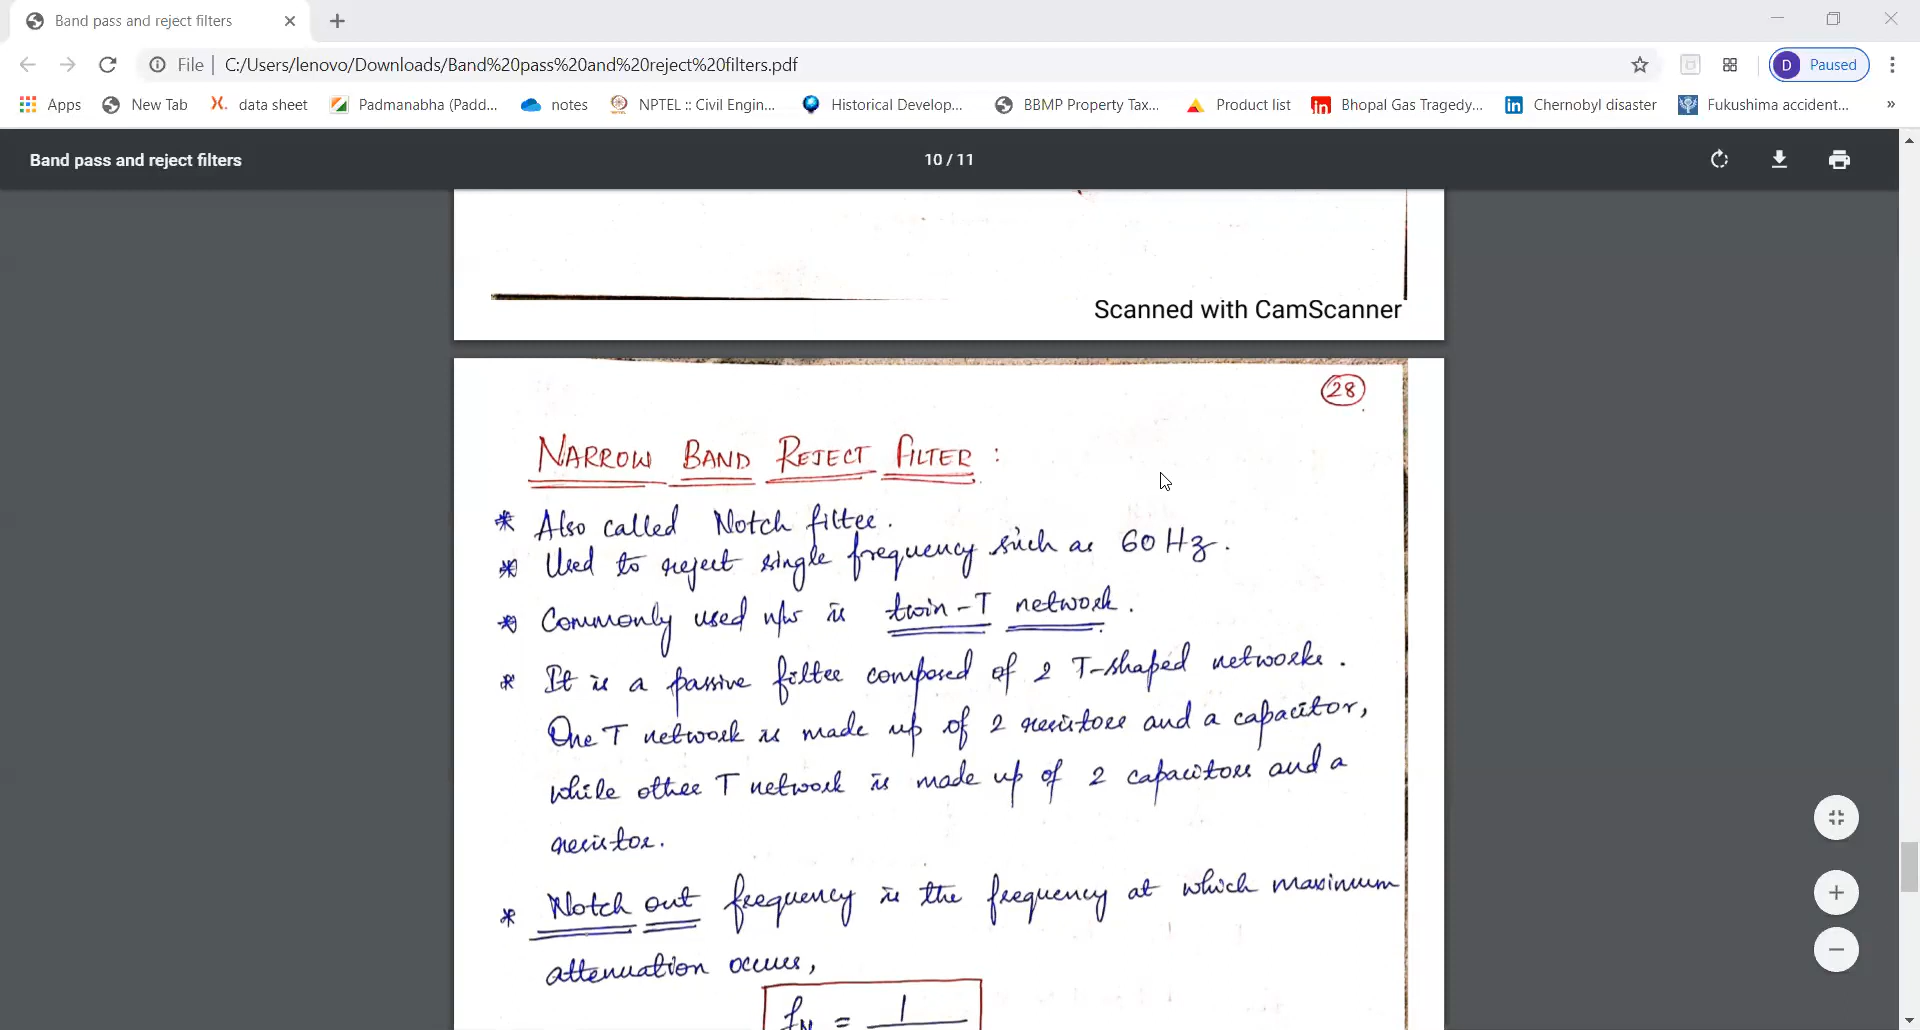 Band pass and reject filters
File | C:/Users/lenovo/Downloads/Band%20pass%20and%20reject%20filters.pdf
D Paused
Apps New Tab data sheet Padmanabha (Padd... notes NPTEL :: Civil Engin... Historical Develop... BBMP Property Tax... Product list Bhopal Gas Tragedy... Chernobyl disaster Fukushima accident... »
Band pass and reject filters 10 / 11
Scanned with CamScanner
28
NARROW BAND REJECT FILTER :
* Also called Notch filter.
* Used to reject single frequency such as 60 Hz.
* Commonly used n/w is twin-T network.
* It is a passive filter composed of 2 T-shaped networks.
One T network is made up of 2 resistors and a capacitor,
while other T network is made up of 2 capacitors and a
resistor.
* Notch out frequency is the frequency at which maximum
attenuation occurs,
fN = 1